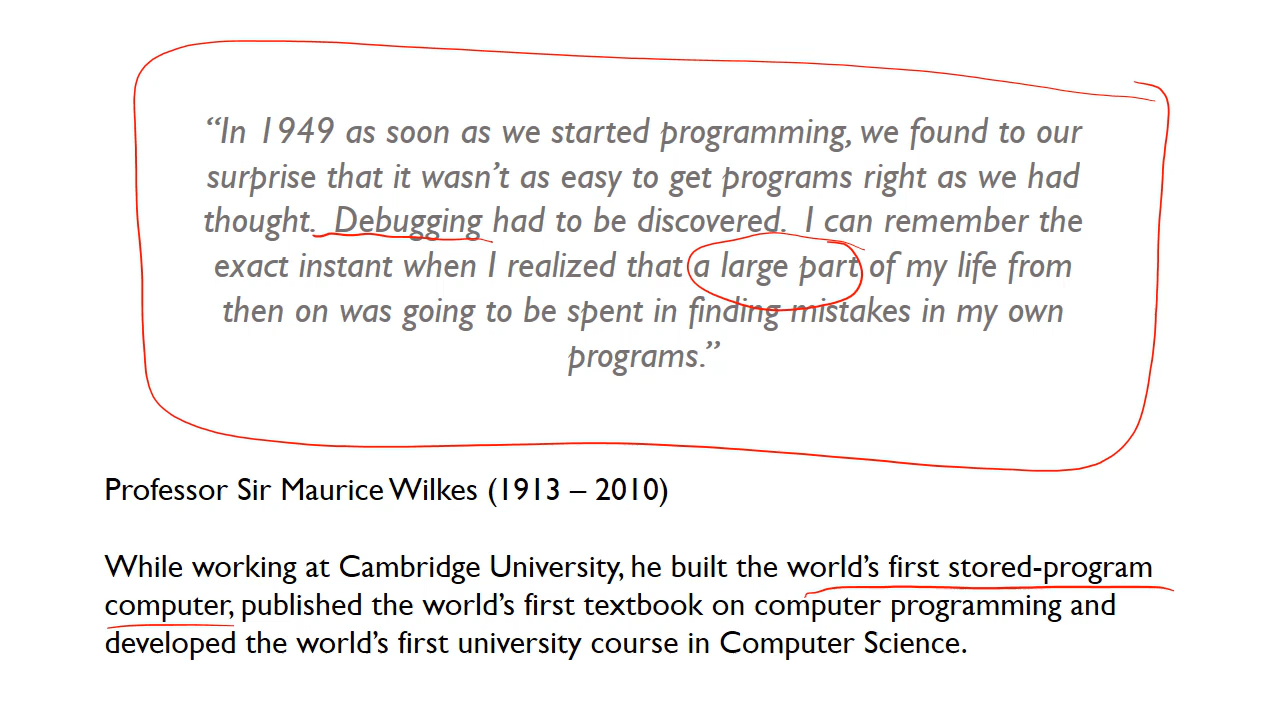 “In 1949 as soon as we started programming, we found to our
surprise that it wasn’t as easy to get programs right as we had
thought. Debugging had to be discovered. I can remember the
exact instant when I realized that a large part of my life from
then on was going to be spent in finding mistakes in my own
programs.”
Professor Sir Maurice Wilkes (1913 – 2010)
While working at Cambridge University, he built the world’s first stored-program
computer, published the world’s first textbook on computer programming and
developed the world’s first university course in Computer Science.